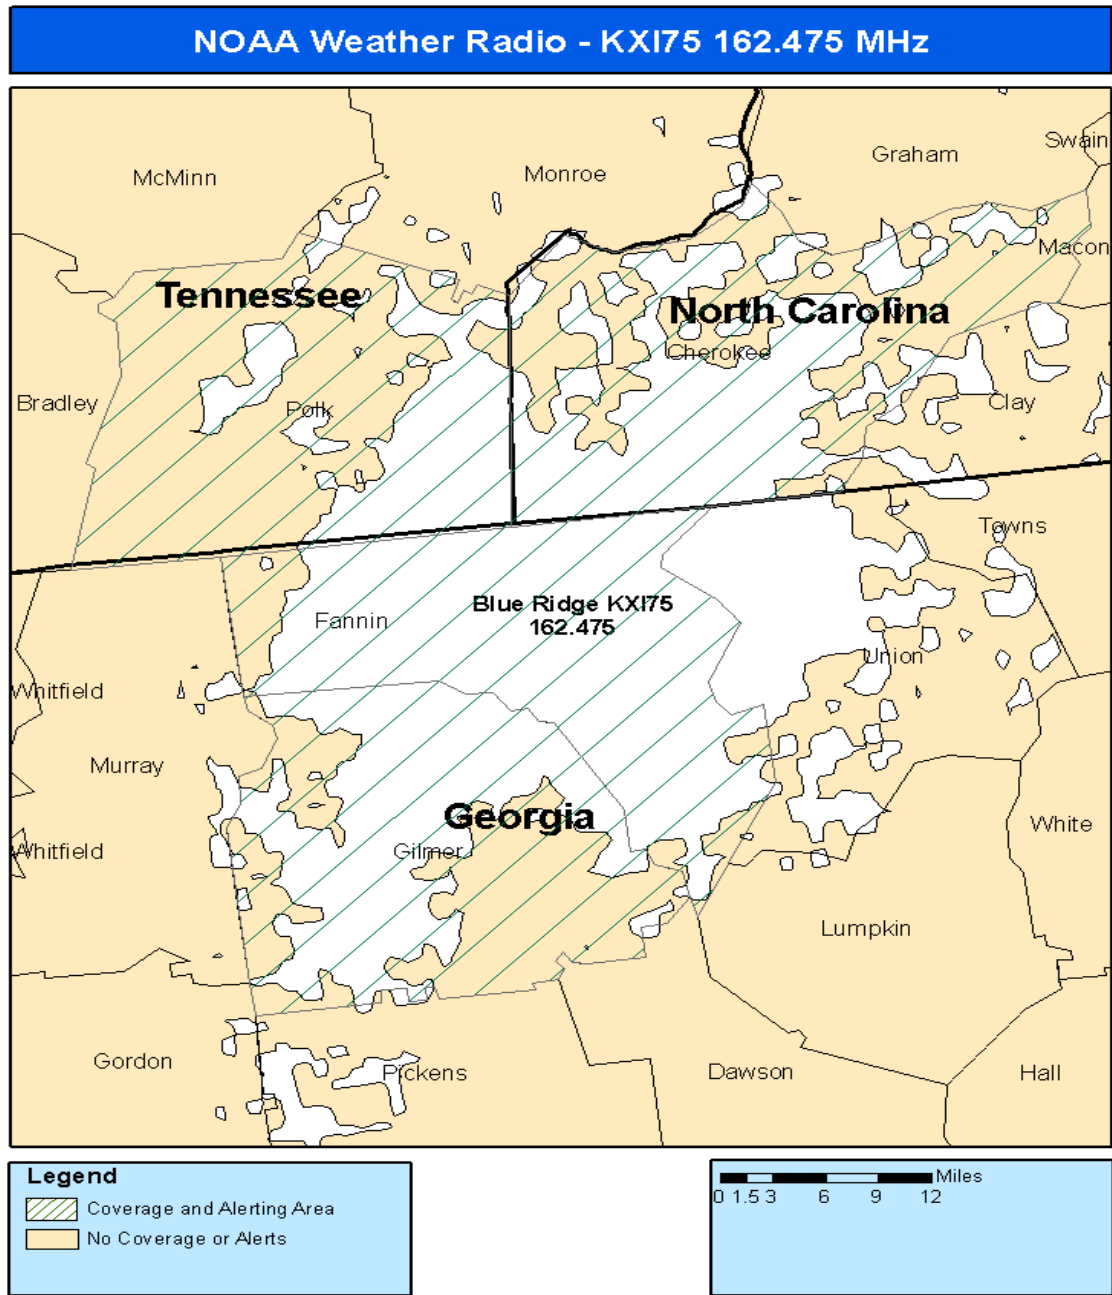 NOAA Weather Radio - KXI75 162.475 MHz
McMinn
Monroe
Graham
Swain
Macon
Tennessee
North Carolina
Cherokee
Bradley
Polk
Clay
Towns
Blue Ridge KXI75
162.475
Fannin
Union
Whitfield
Murray
Georgia
White
Whitfield
Gilmer
Lumpkin
Gordon
Pickens
Dawson
Hall
Legend
Coverage and Alerting Area
No Coverage or Alerts
Miles
0 1.5 3 6 9 12